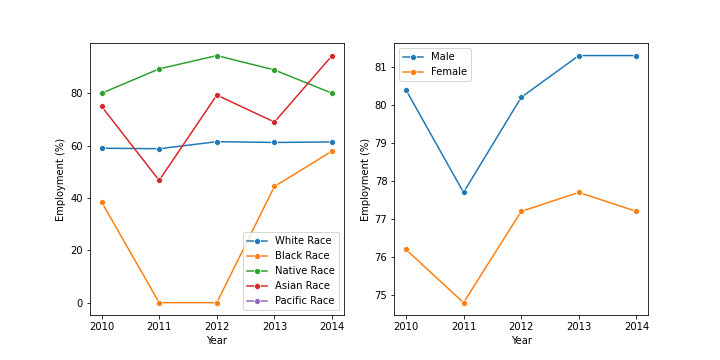 80
60
40
20
0
Employment (%)
2010 2011 2012 2013 2014
Year
White Race
Black Race
Native Race
Asian Race
Pacific Race
81
80
79
78
77
76
75
Employment (%)
2010 2011 2012 2013 2014
Year
Male
Female